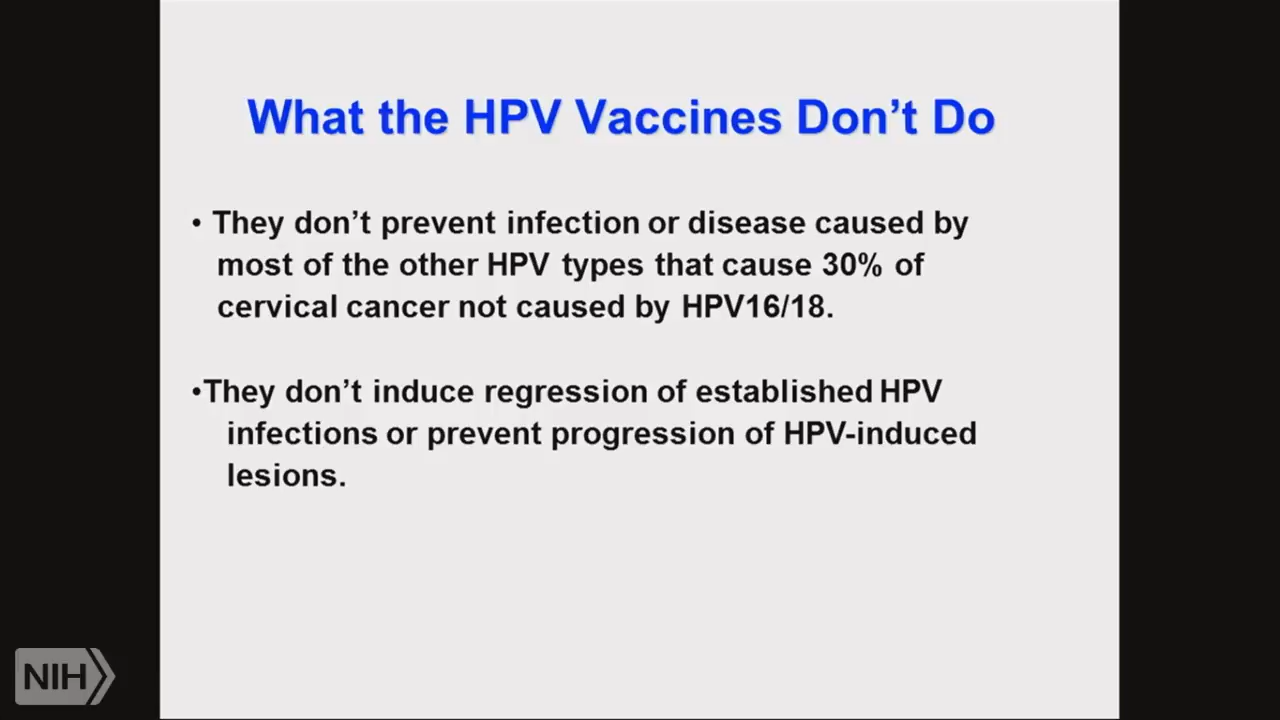 What the HPV Vaccines Don’t Do
• They don’t prevent infection or disease caused by
most of the other HPV types that cause 30% of
cervical cancer not caused by HPV16/18.
•They don’t induce regression of established HPV
infections or prevent progression of HPV-induced
lesions.
NIH